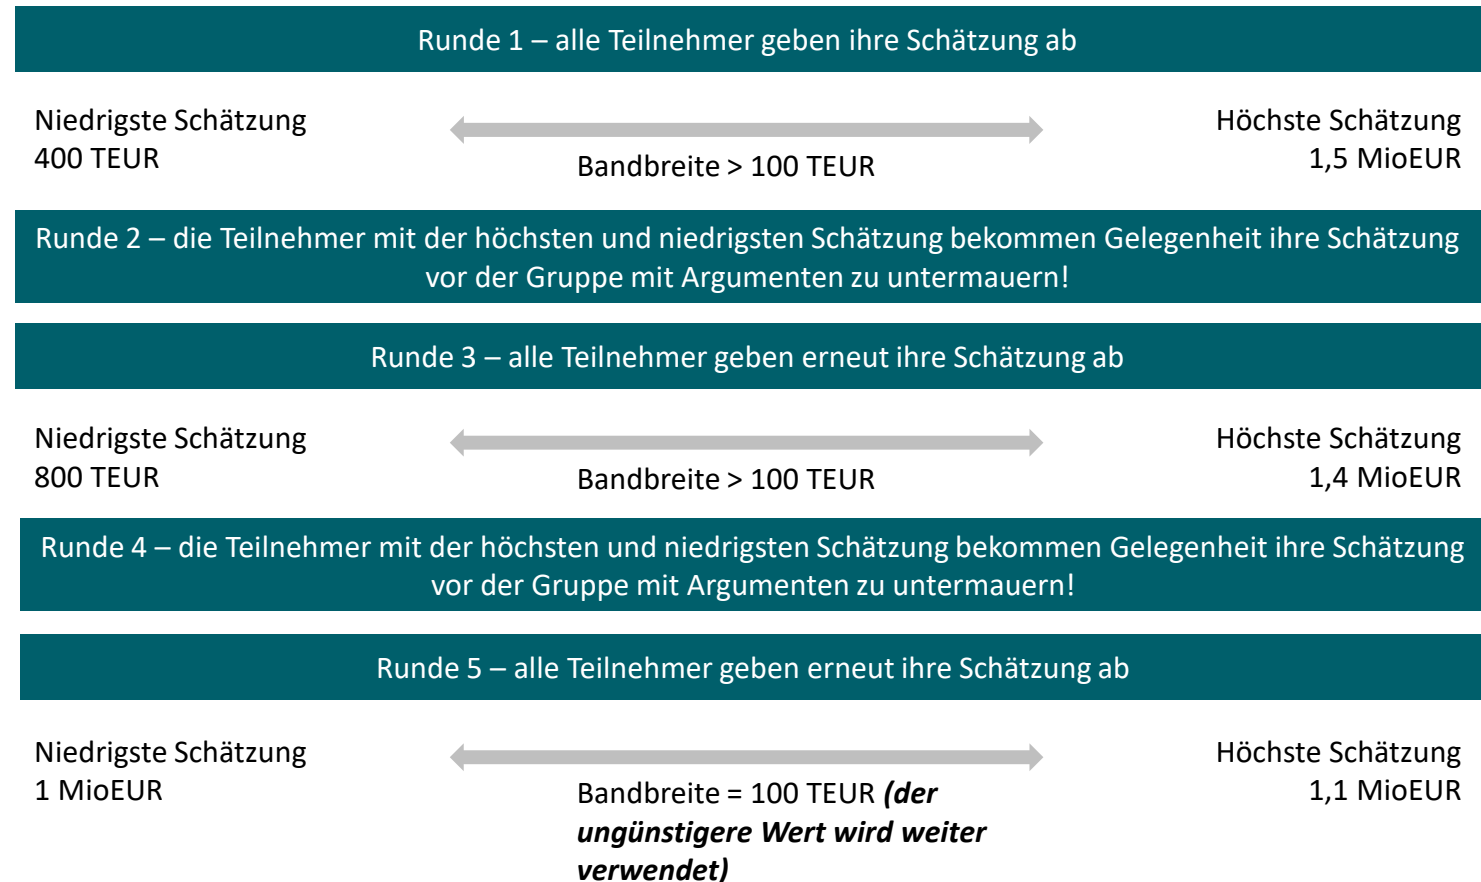 Runde 1 – alle Teilnehmer geben ihre Schätzung ab
Niedrigste Schätzung
400 TEUR
Bandbreite > 100 TEUR
Höchste Schätzung
1,5 MioEUR
Runde 2 – die Teilnehmer mit der höchsten und niedrigsten Schätzung bekommen Gelegenheit ihre Schätzung
vor der Gruppe mit Argumenten zu untermauern!
Runde 3 – alle Teilnehmer geben erneut ihre Schätzung ab
Niedrigste Schätzung
800 TEUR
Bandbreite > 100 TEUR
Höchste Schätzung
1,4 MioEUR
Runde 4 – die Teilnehmer mit der höchsten und niedrigsten Schätzung bekommen Gelegenheit ihre Schätzung
vor der Gruppe mit Argumenten zu untermauern!
Runde 5 – alle Teilnehmer geben erneut ihre Schätzung ab
Niedrigste Schätzung
1 MioEUR
Bandbreite = 100 TEUR (der
ungünstigere Wert wird weiter
verwendet)
Höchste Schätzung
1,1 MioEUR